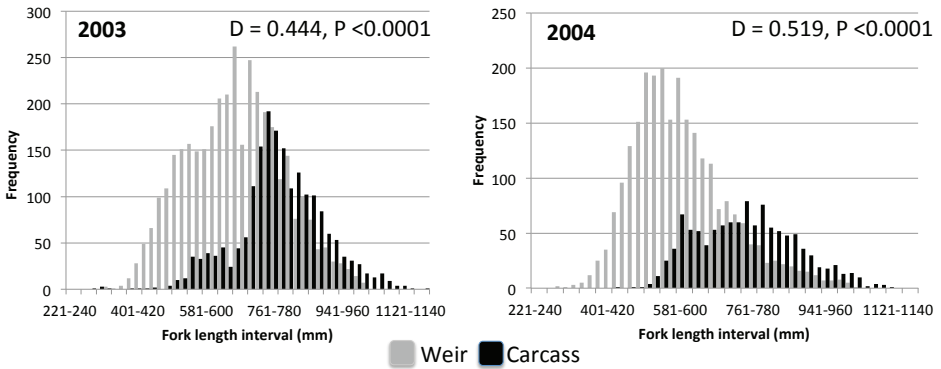 2003
D = 0.444, P <0.0001
300
250
200
150
100
50
0
Frequency
221-240 401-420 581-600 761-780 941-960 1121-1140
Fork length interval (mm)
2004
D = 0.519, P <0.0001
250
200
150
100
50
0
Frequency
221-240 401-420 581-600 761-780 941-960 1121-1140
Fork length interval (mm)
Weir Carcass